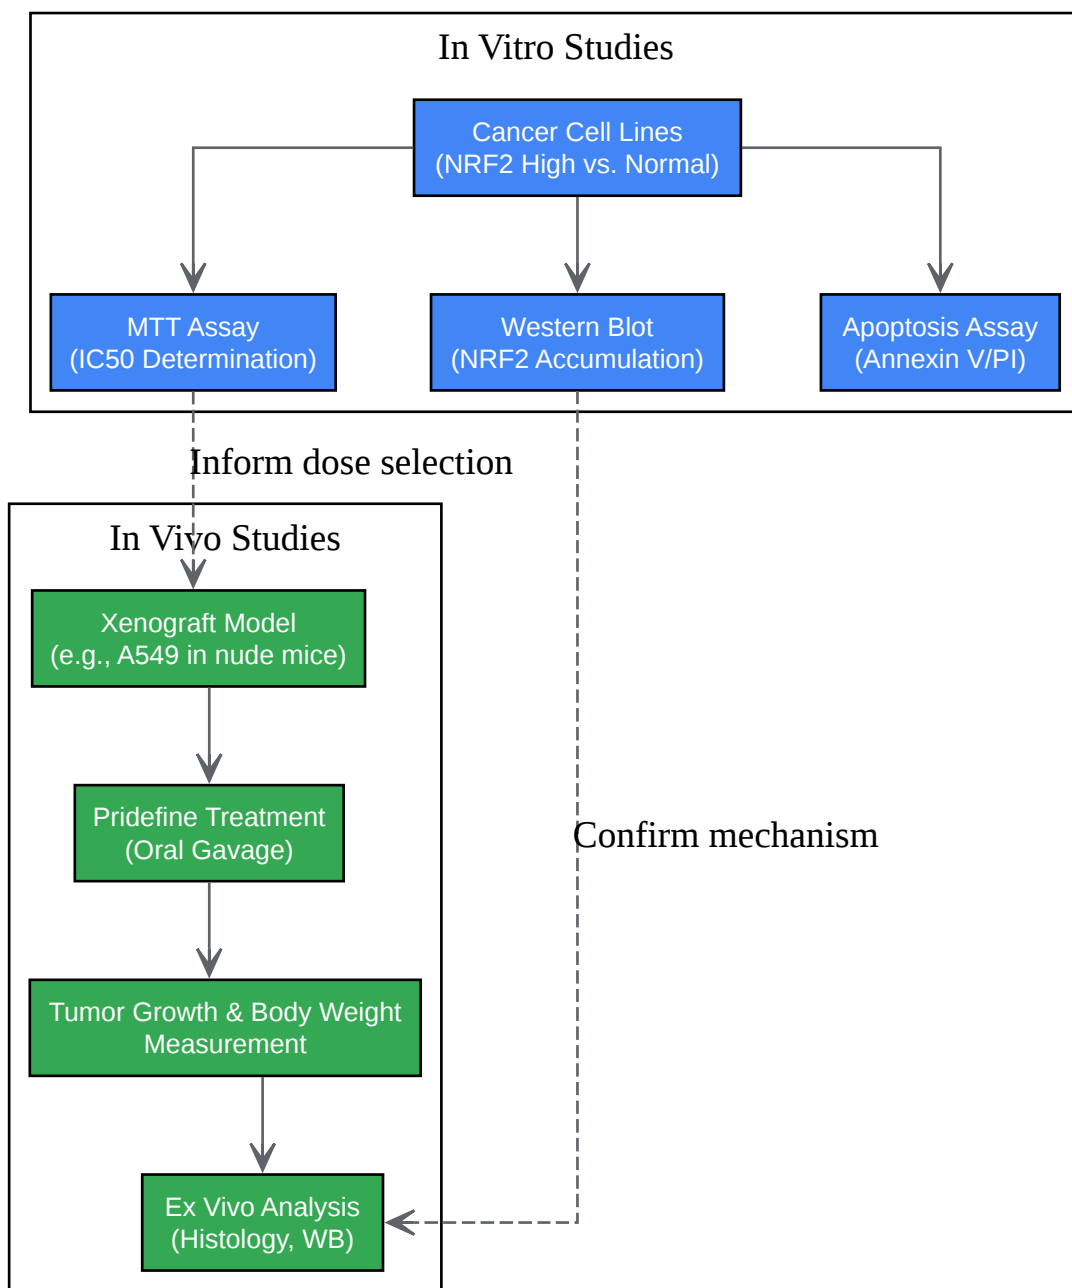 In Vitro Studies
Cancer Cell Lines
(NRF2 High vs. Normal)
MTT Assay
(IC50 Determination)
Western Blot
(NRF2 Accumulation)
Apoptosis Assay
(Annexin V/PI)
Inform dose selection
In Vivo Studies
Xenograft Model
(e.g., A549 in nude mice)
Pridefine Treatment
(Oral Gavage)
Confirm mechanism
Tumor Growth & Body Weight
Measurement
Ex Vivo Analysis
(Histology, WB)